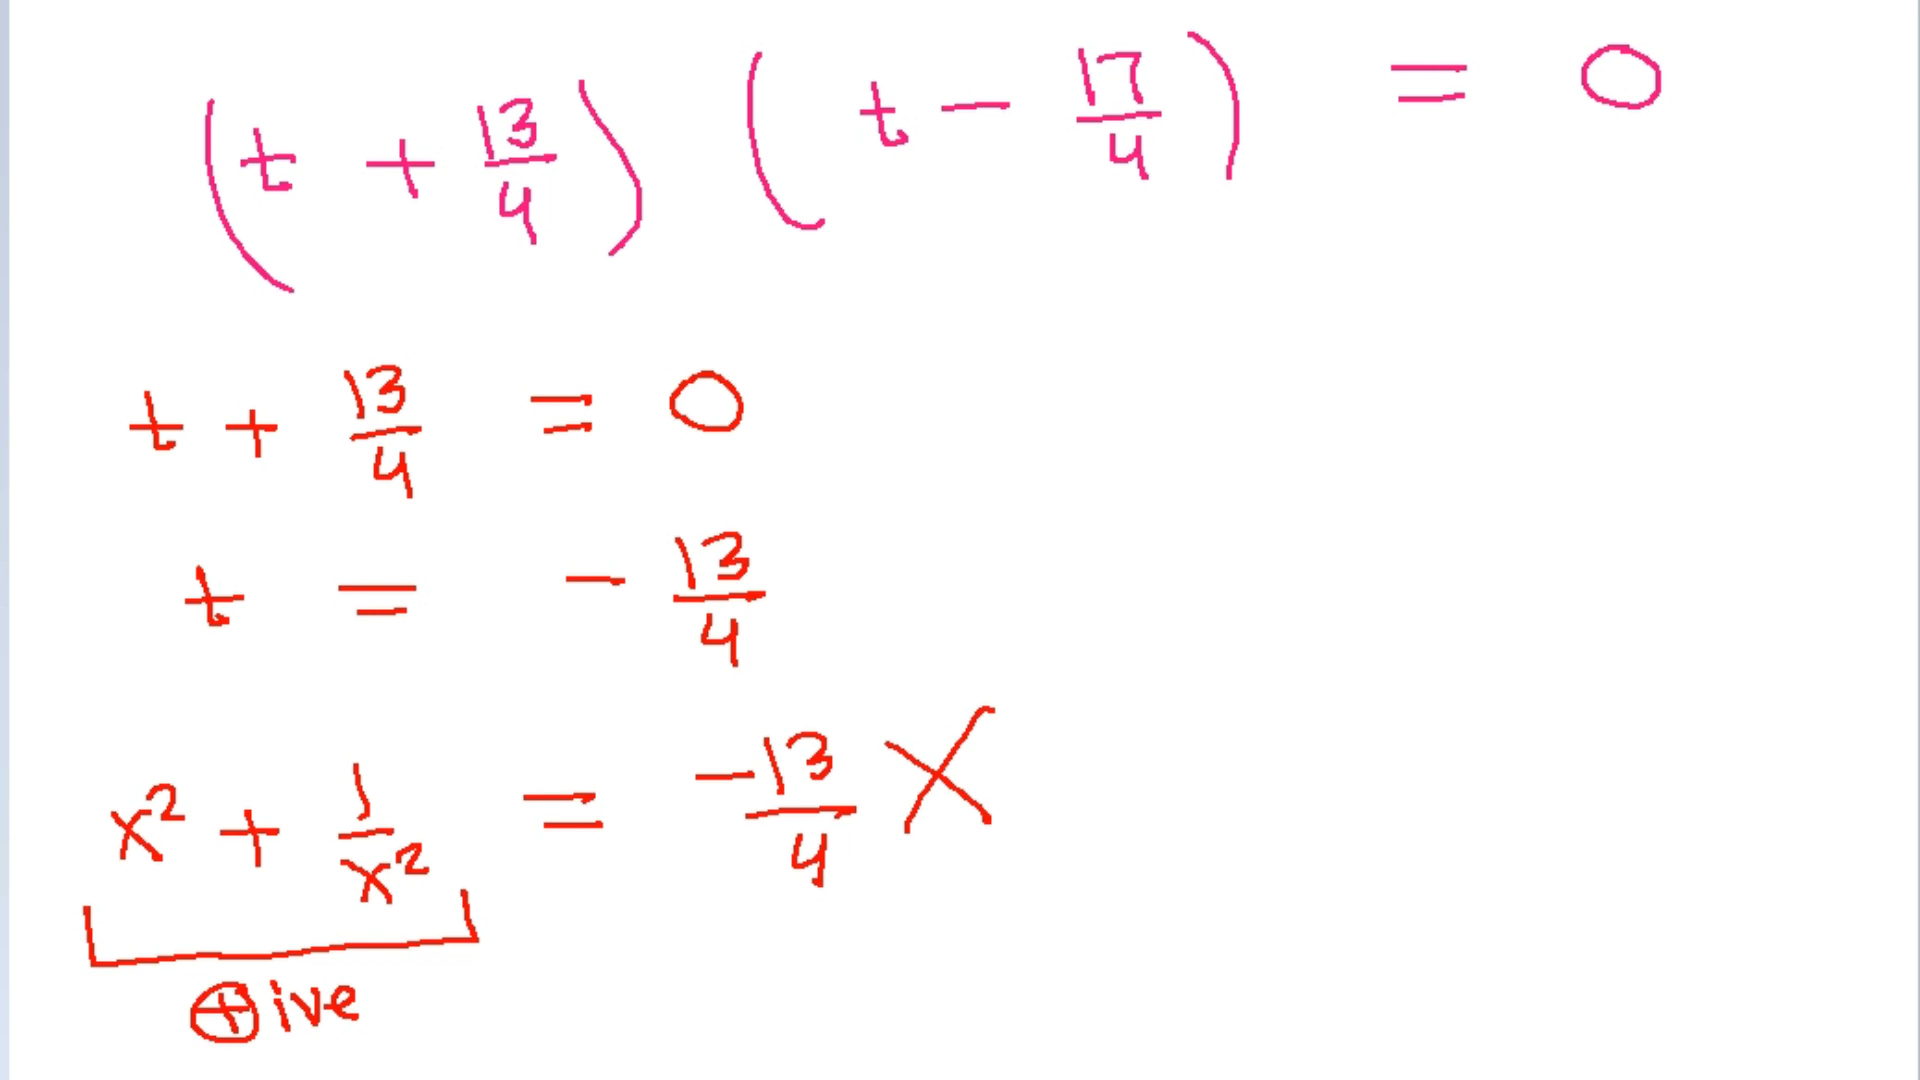 (t + 13/4) (t - 17/4) = 0
t + 13/4 = 0
t = - 13/4
x² + 1/x² = -13/4 X
⊕ive